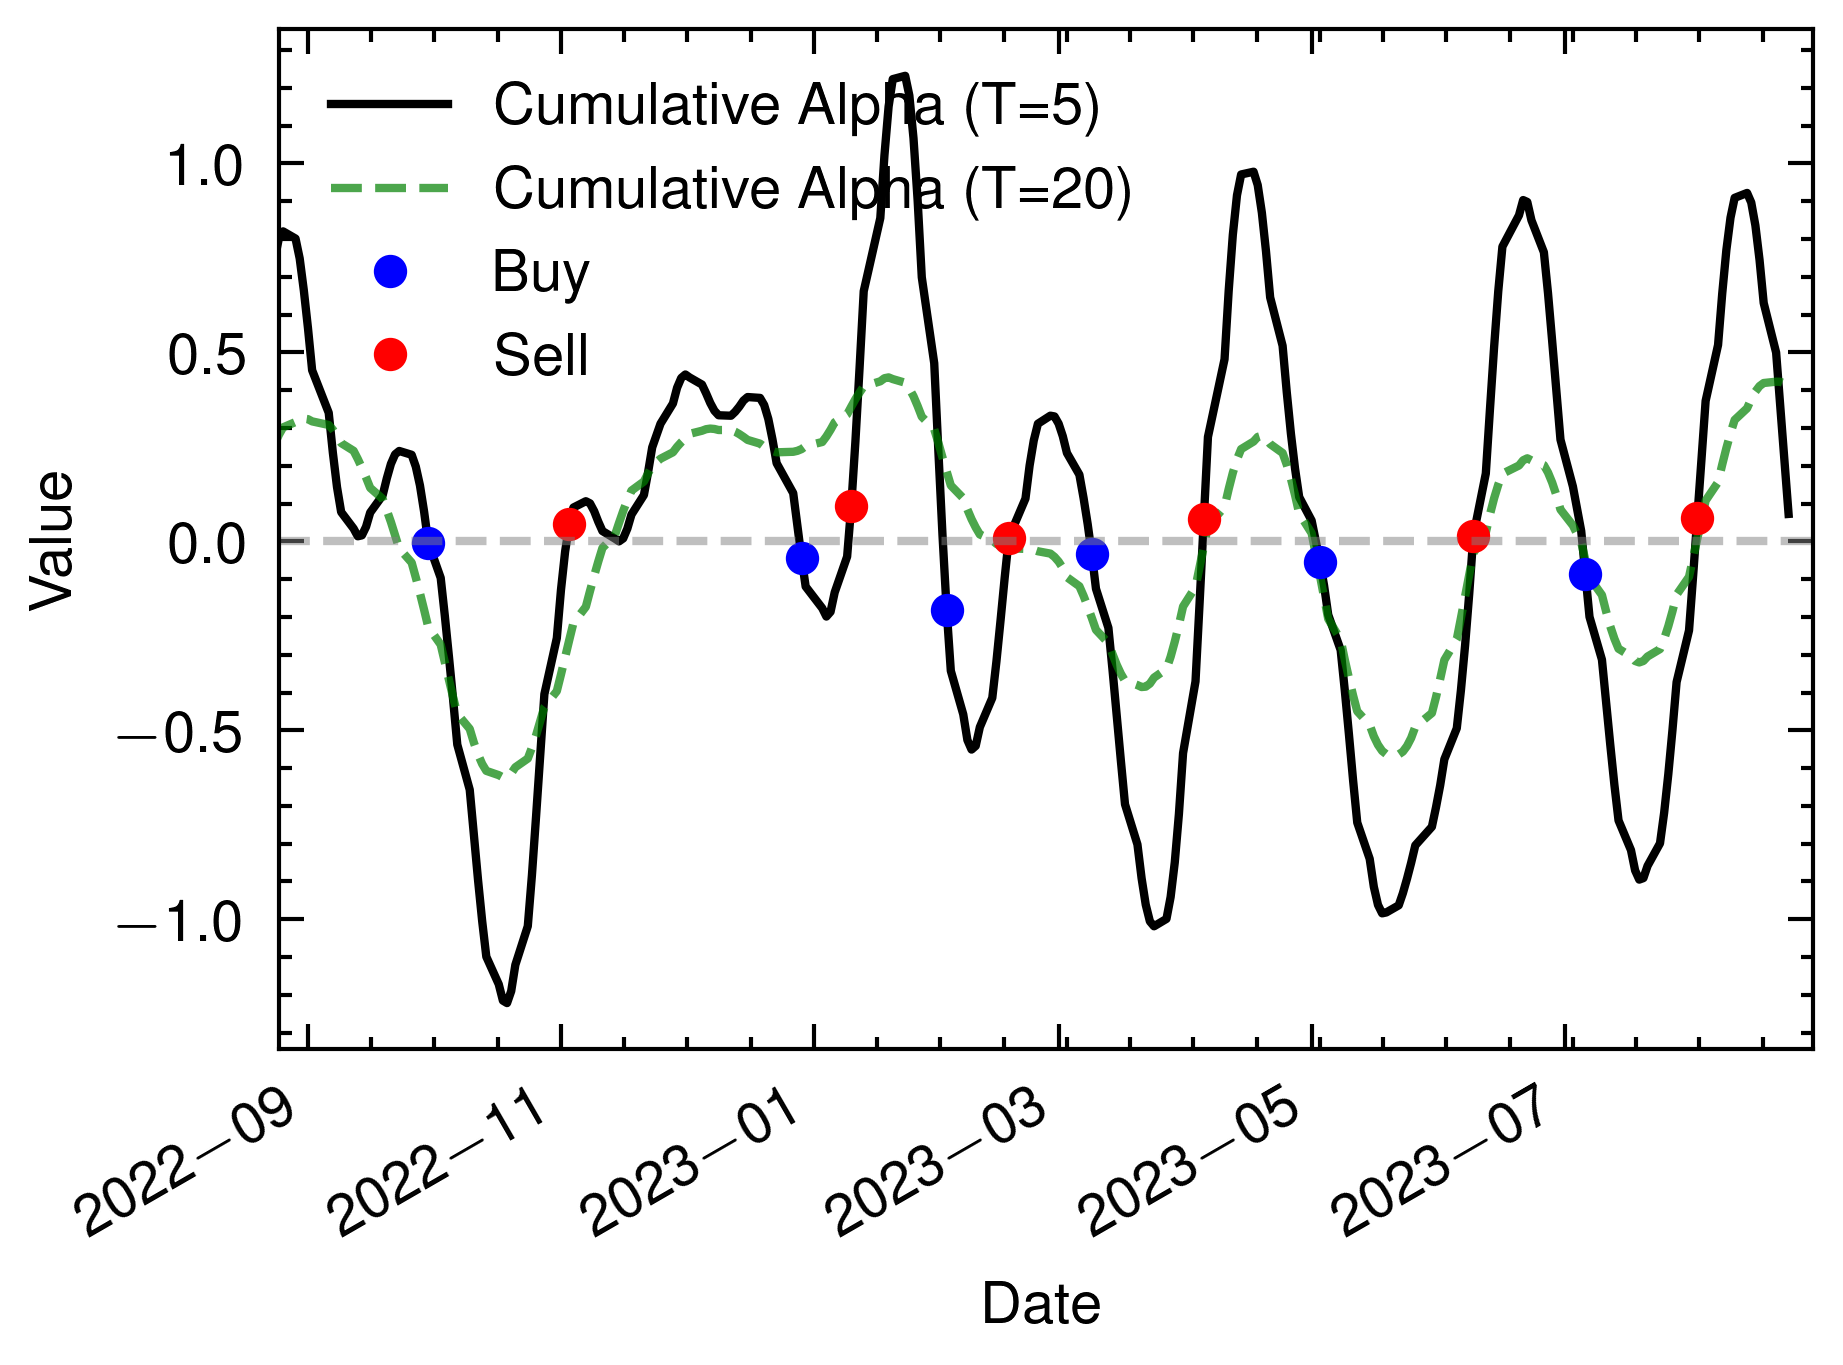 Cumulative Alpha (T=5)
Cumulative Alpha (T=20)
Buy
Sell
1.0
0.5
0.0
−0.5
−1.0
Value
2022−09
2022−11
2023−01
2023−03
2023−05
2023−07
Date